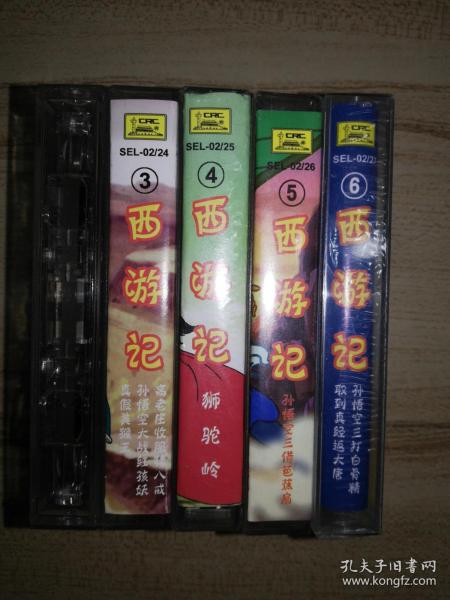 CRC
SEL-02/24
3
西游记
高老庄收服猪八戒
孙悟空大战红孩妖
真假美猴王
CRC
SEL-02/25
4
西游记
狮驼岭
CRC
SEL-02/26
5
西游记
孙悟空三借芭蕉扇
CRC
SEL-02/2
6
西游记
孙悟空三打白骨精
取到真经返大唐
孔夫子旧书网
www.kongfz.com